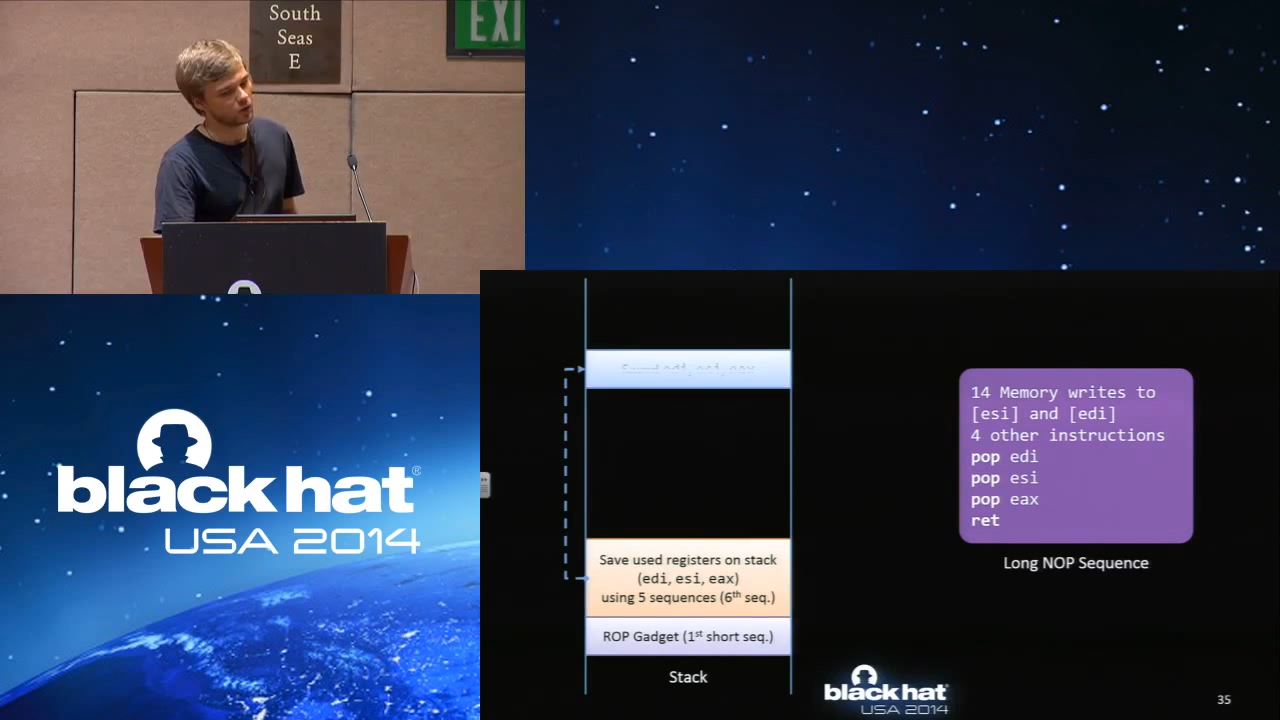 South
Seas
E
EXI
black hat®
USA 2014
14 Memory writes to
[esi] and [edi]
4 other instructions
pop edi
pop esi
pop eax
ret
Long NOP Sequence
Save used registers on stack
(edi, esi, eax)
using 5 sequences (6th seq.)
ROP Gadget (1st short seq.)
Stack
black hat
USA 2014
35